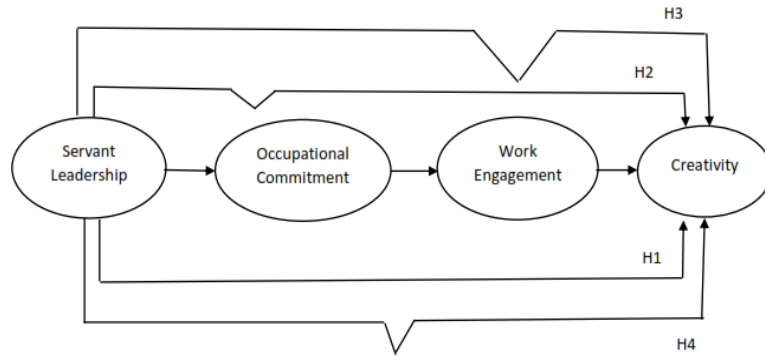 H3
H2
Servant
Leadership
Occupational
Commitment
Work
Engagement
Creativity
H1
H4